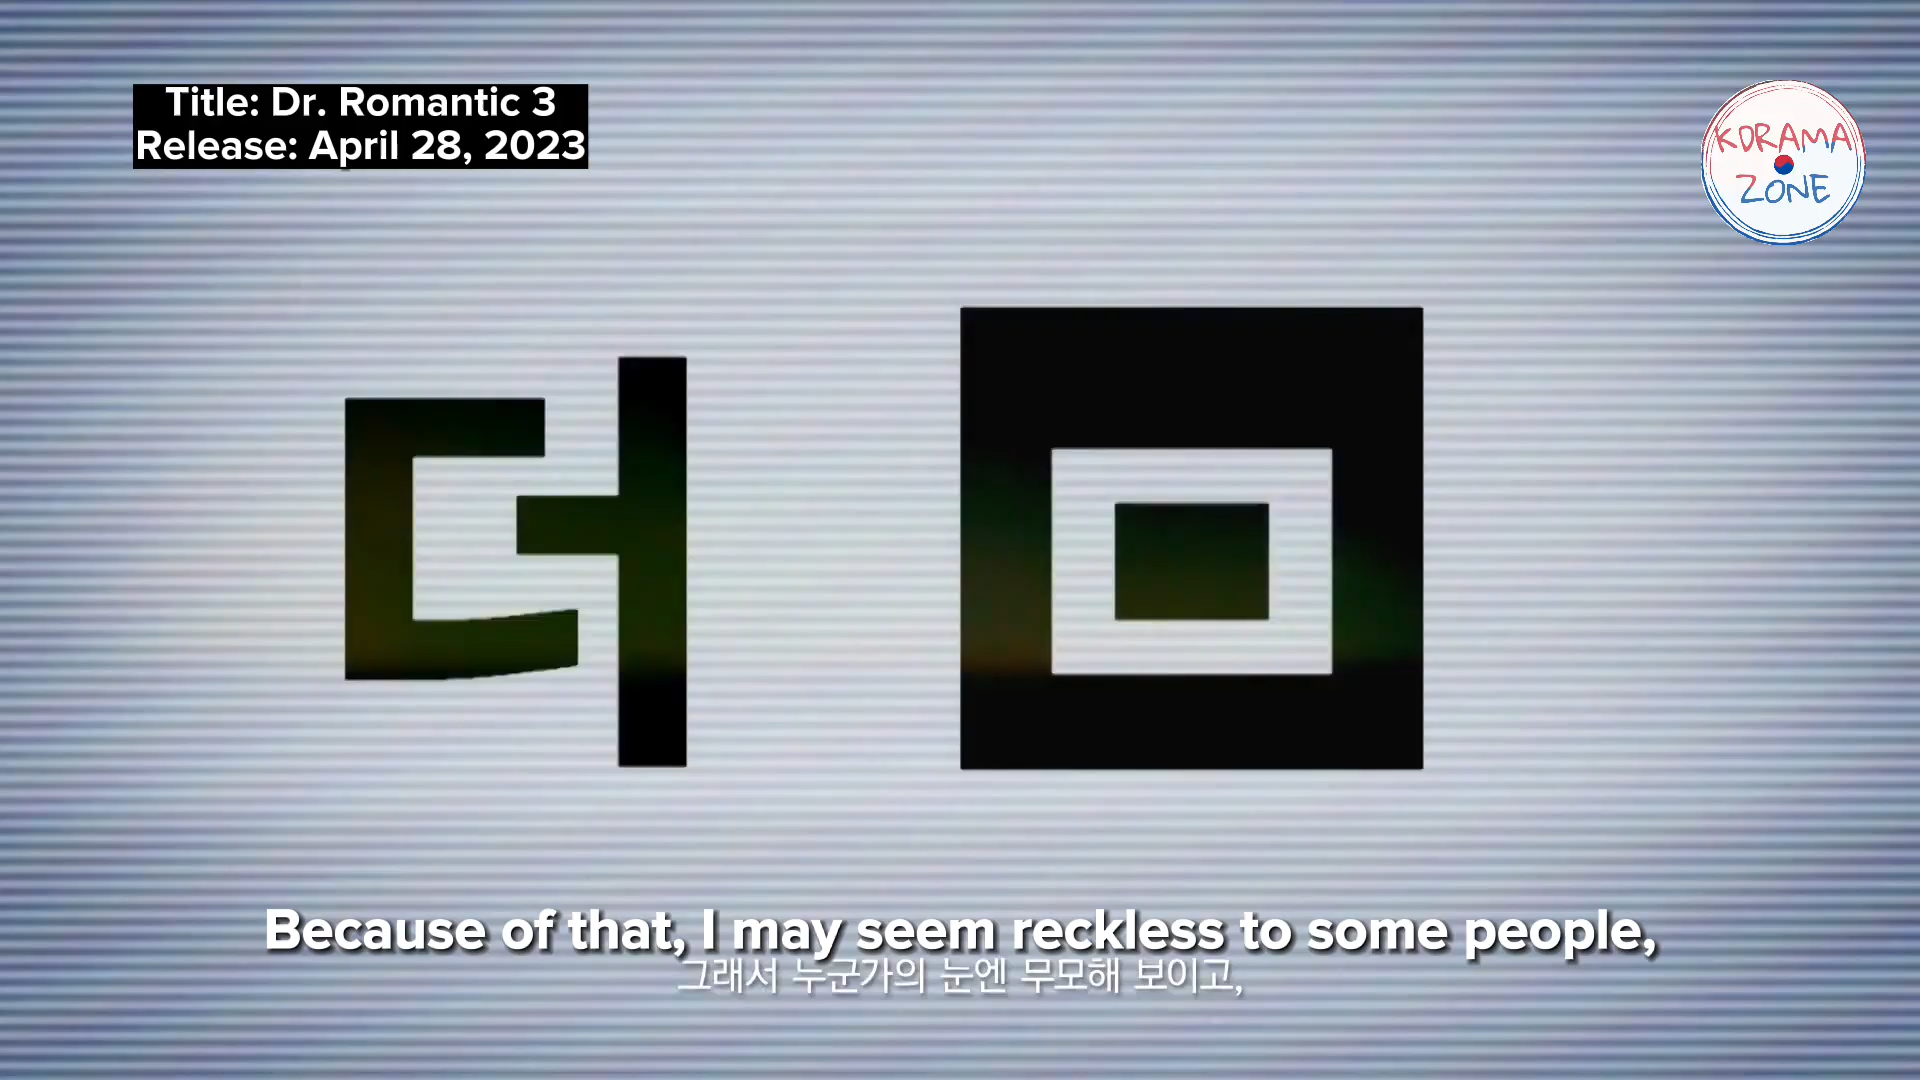 Title: Dr. Romantic 3
Release: April 28, 2023
KDRAMA
ZONE
더
Because of that, I may seem reckless to some people,
그래서 누군가의 눈엔 무모해 보이고,